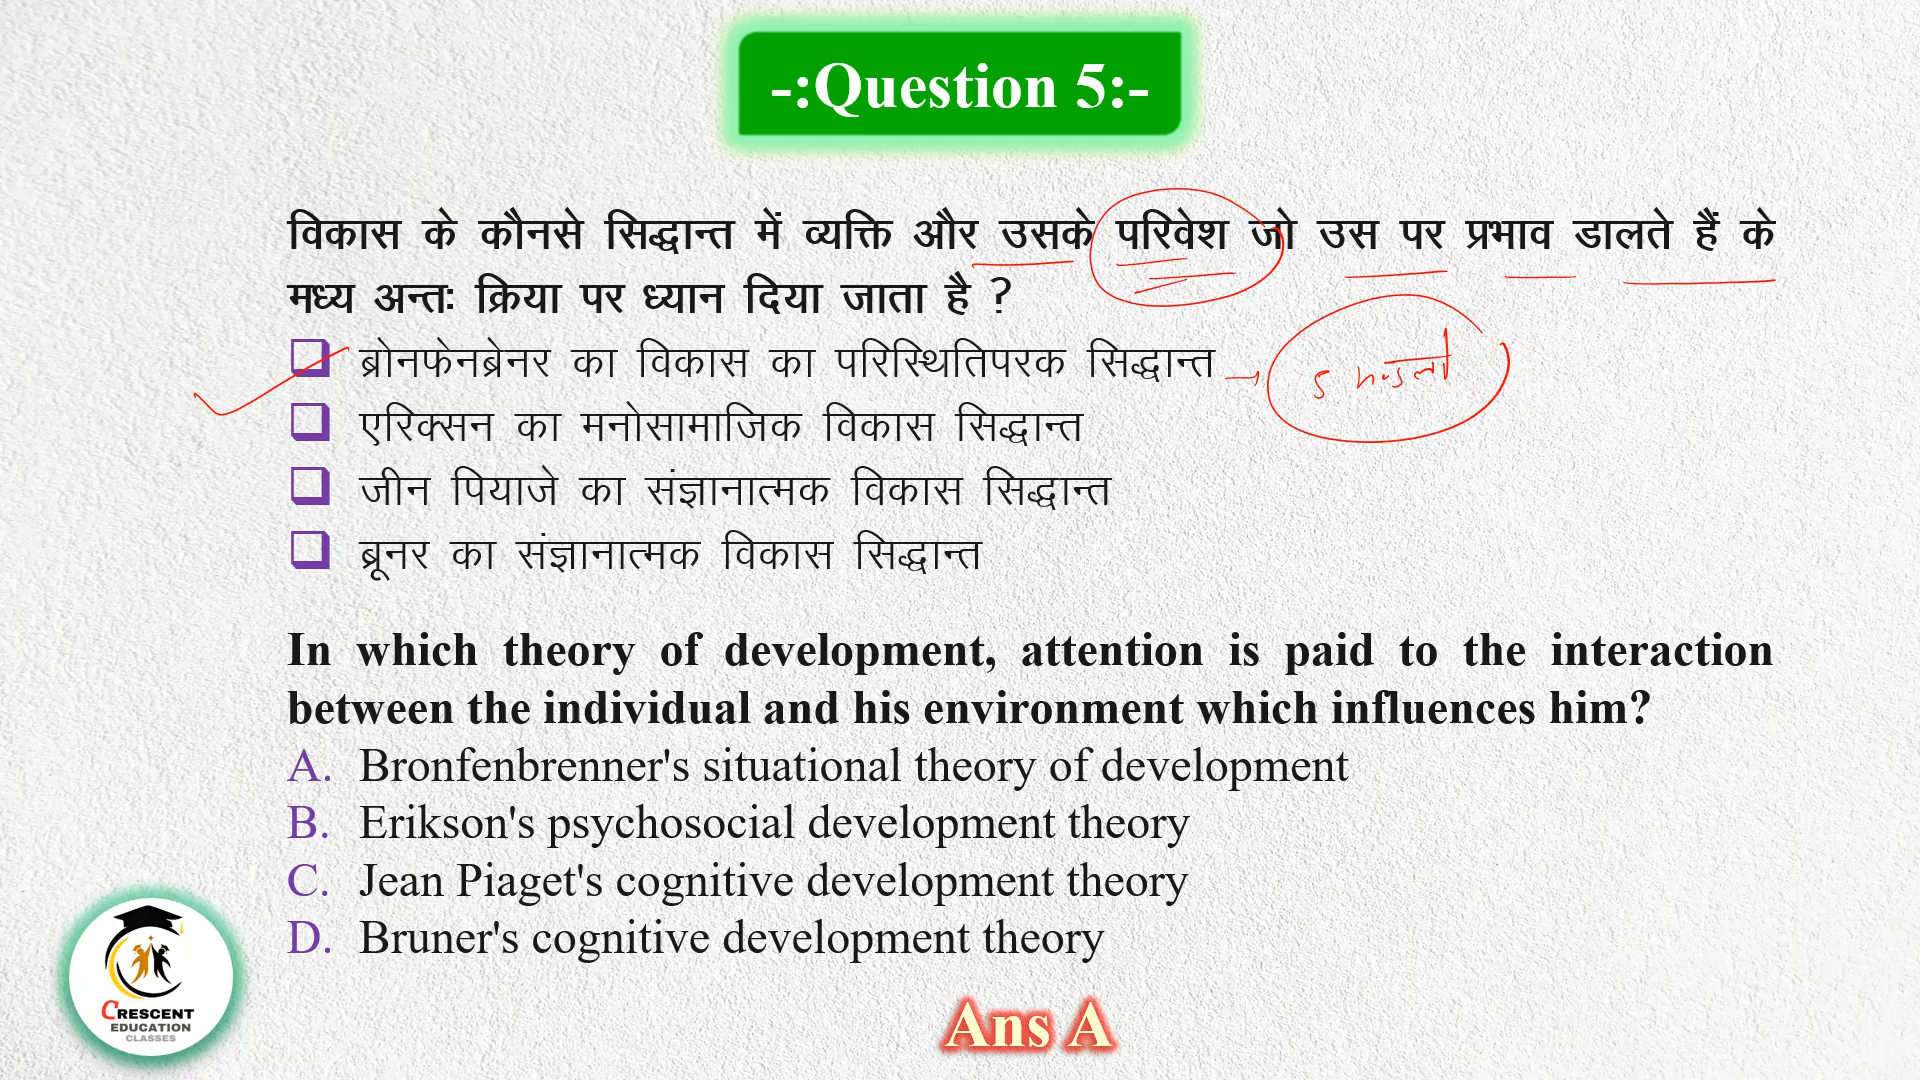 -:Question 5:-
विकास के कौनसे सिद्धान्त में व्यक्ति और उसके परिवेश जो उस पर प्रभाव डालते हैं के
मध्य अन्तः क्रिया पर ध्यान दिया जाता है ?
ब्रोनफेनब्रेनर का विकास का परिस्थितिपरक सिद्धान्त
5
एरिक्सन का मनोसामाजिक विकास सिद्धान्त
जीन पियाजे का संज्ञानात्मक विकास सिद्धान्त
ब्रूनर का संज्ञानात्मक विकास सिद्धान्त
In which theory of development, attention is paid to the interaction
between the individual and his environment which influences him?
A. Bronfenbrenner's situational theory of development
B. Erikson's psychosocial development theory
C. Jean Piaget's cognitive development theory
D. Bruner's cognitive development theory
CRESCENT
EDUCATION
CLASSES
Ans A